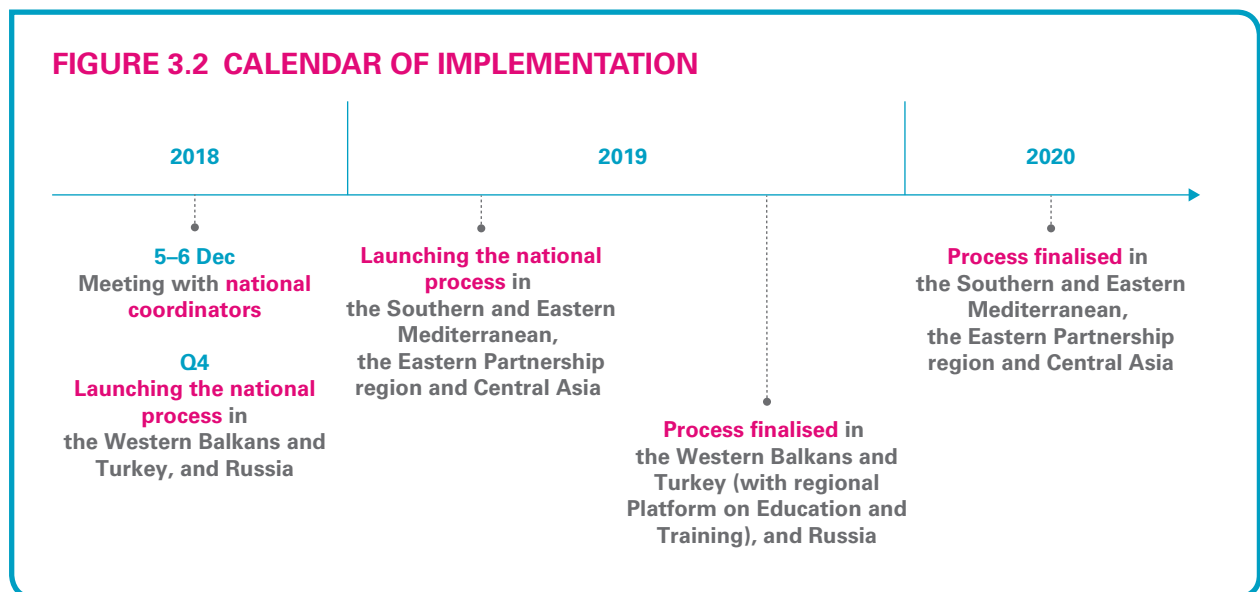 FIGURE 3.2 CALENDAR OF IMPLEMENTATION
2018
2019
2020
5–6 Dec
Meeting with national
coordinators
Q4
Launching the national
process in
the Western Balkans and
Turkey, and Russia
Launching the national
process in
the Southern and Eastern
Mediterranean,
the Eastern Partnership
region and Central Asia
Process finalised in
the Western Balkans and
Turkey (with regional
Platform on Education and
Training), and Russia
Process finalised in
the Southern and Eastern
Mediterranean,
the Eastern Partnership
region and Central Asia